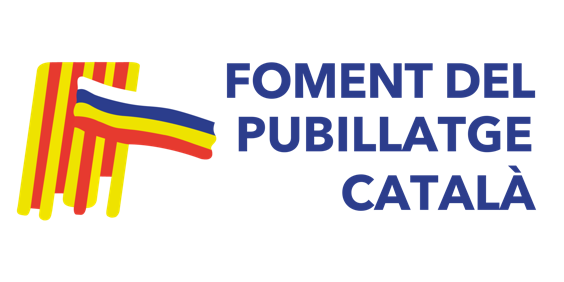 FOMENT DEL
PUBILLATGE
CATALÀ